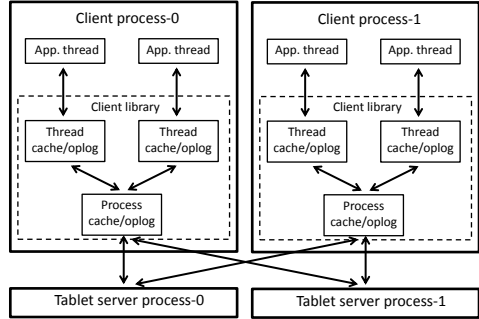 Client process-0
Client process-1
App. thread
App. thread
App. thread
App. thread
Client library
Client library
Thread
cache/oplog
Thread
cache/oplog
Thread
cache/oplog
Thread
cache/oplog
Process
cache/oplog
Process
cache/oplog
Tablet server process-0
Tablet server process-1